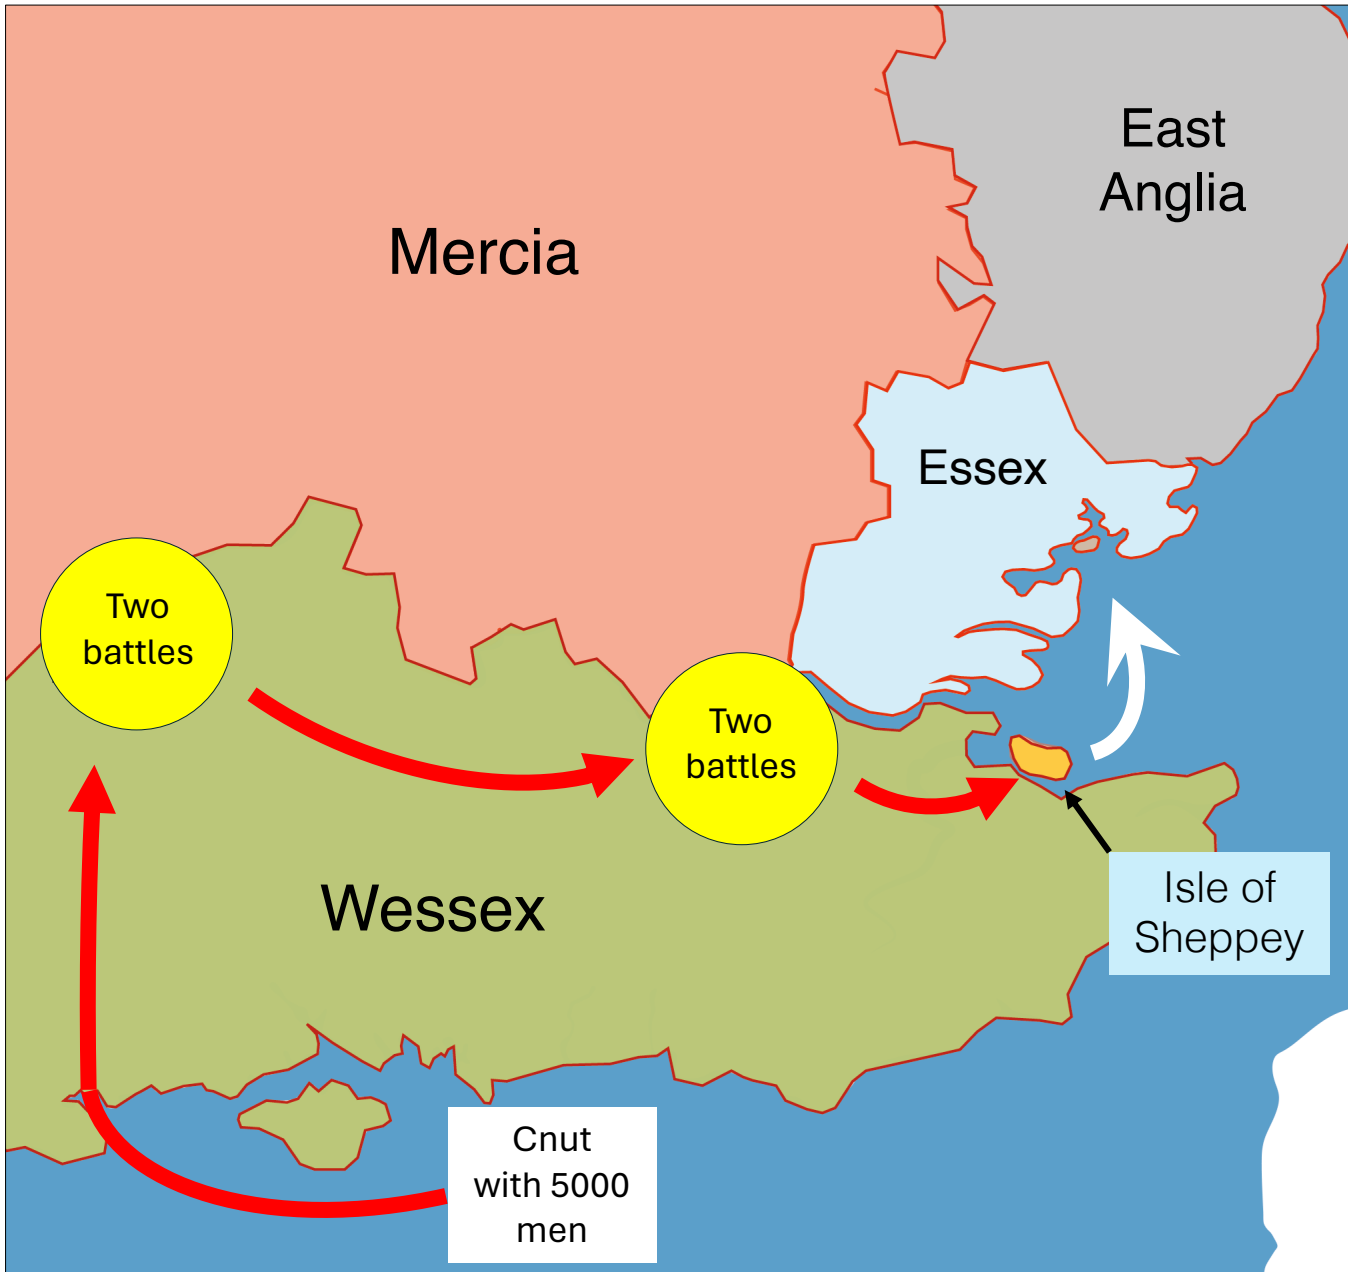 East
Anglia
Mercia
Essex
Two
battles
Two
battles
Wessex
Isle of
Sheppey
Cnut
with 5000
men